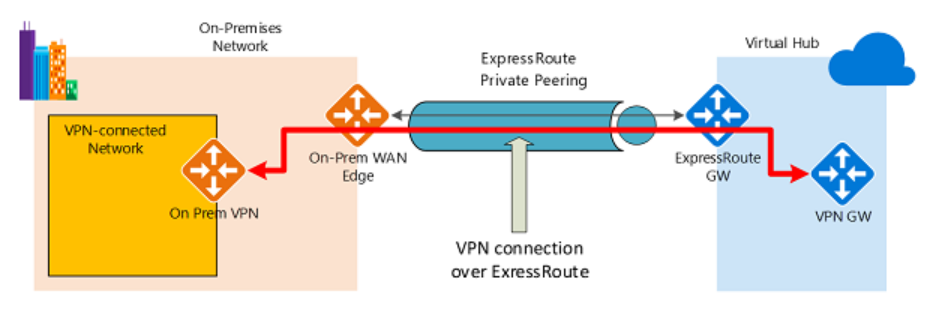 On-Premises
Network
Virtual Hub
ExpressRoute
Private Peering
VPN-connected
Network
On-Prem WAN
Edge
ExpressRoute
GW
On Prem VPN
VPN GW
VPN connection
over ExressRoute